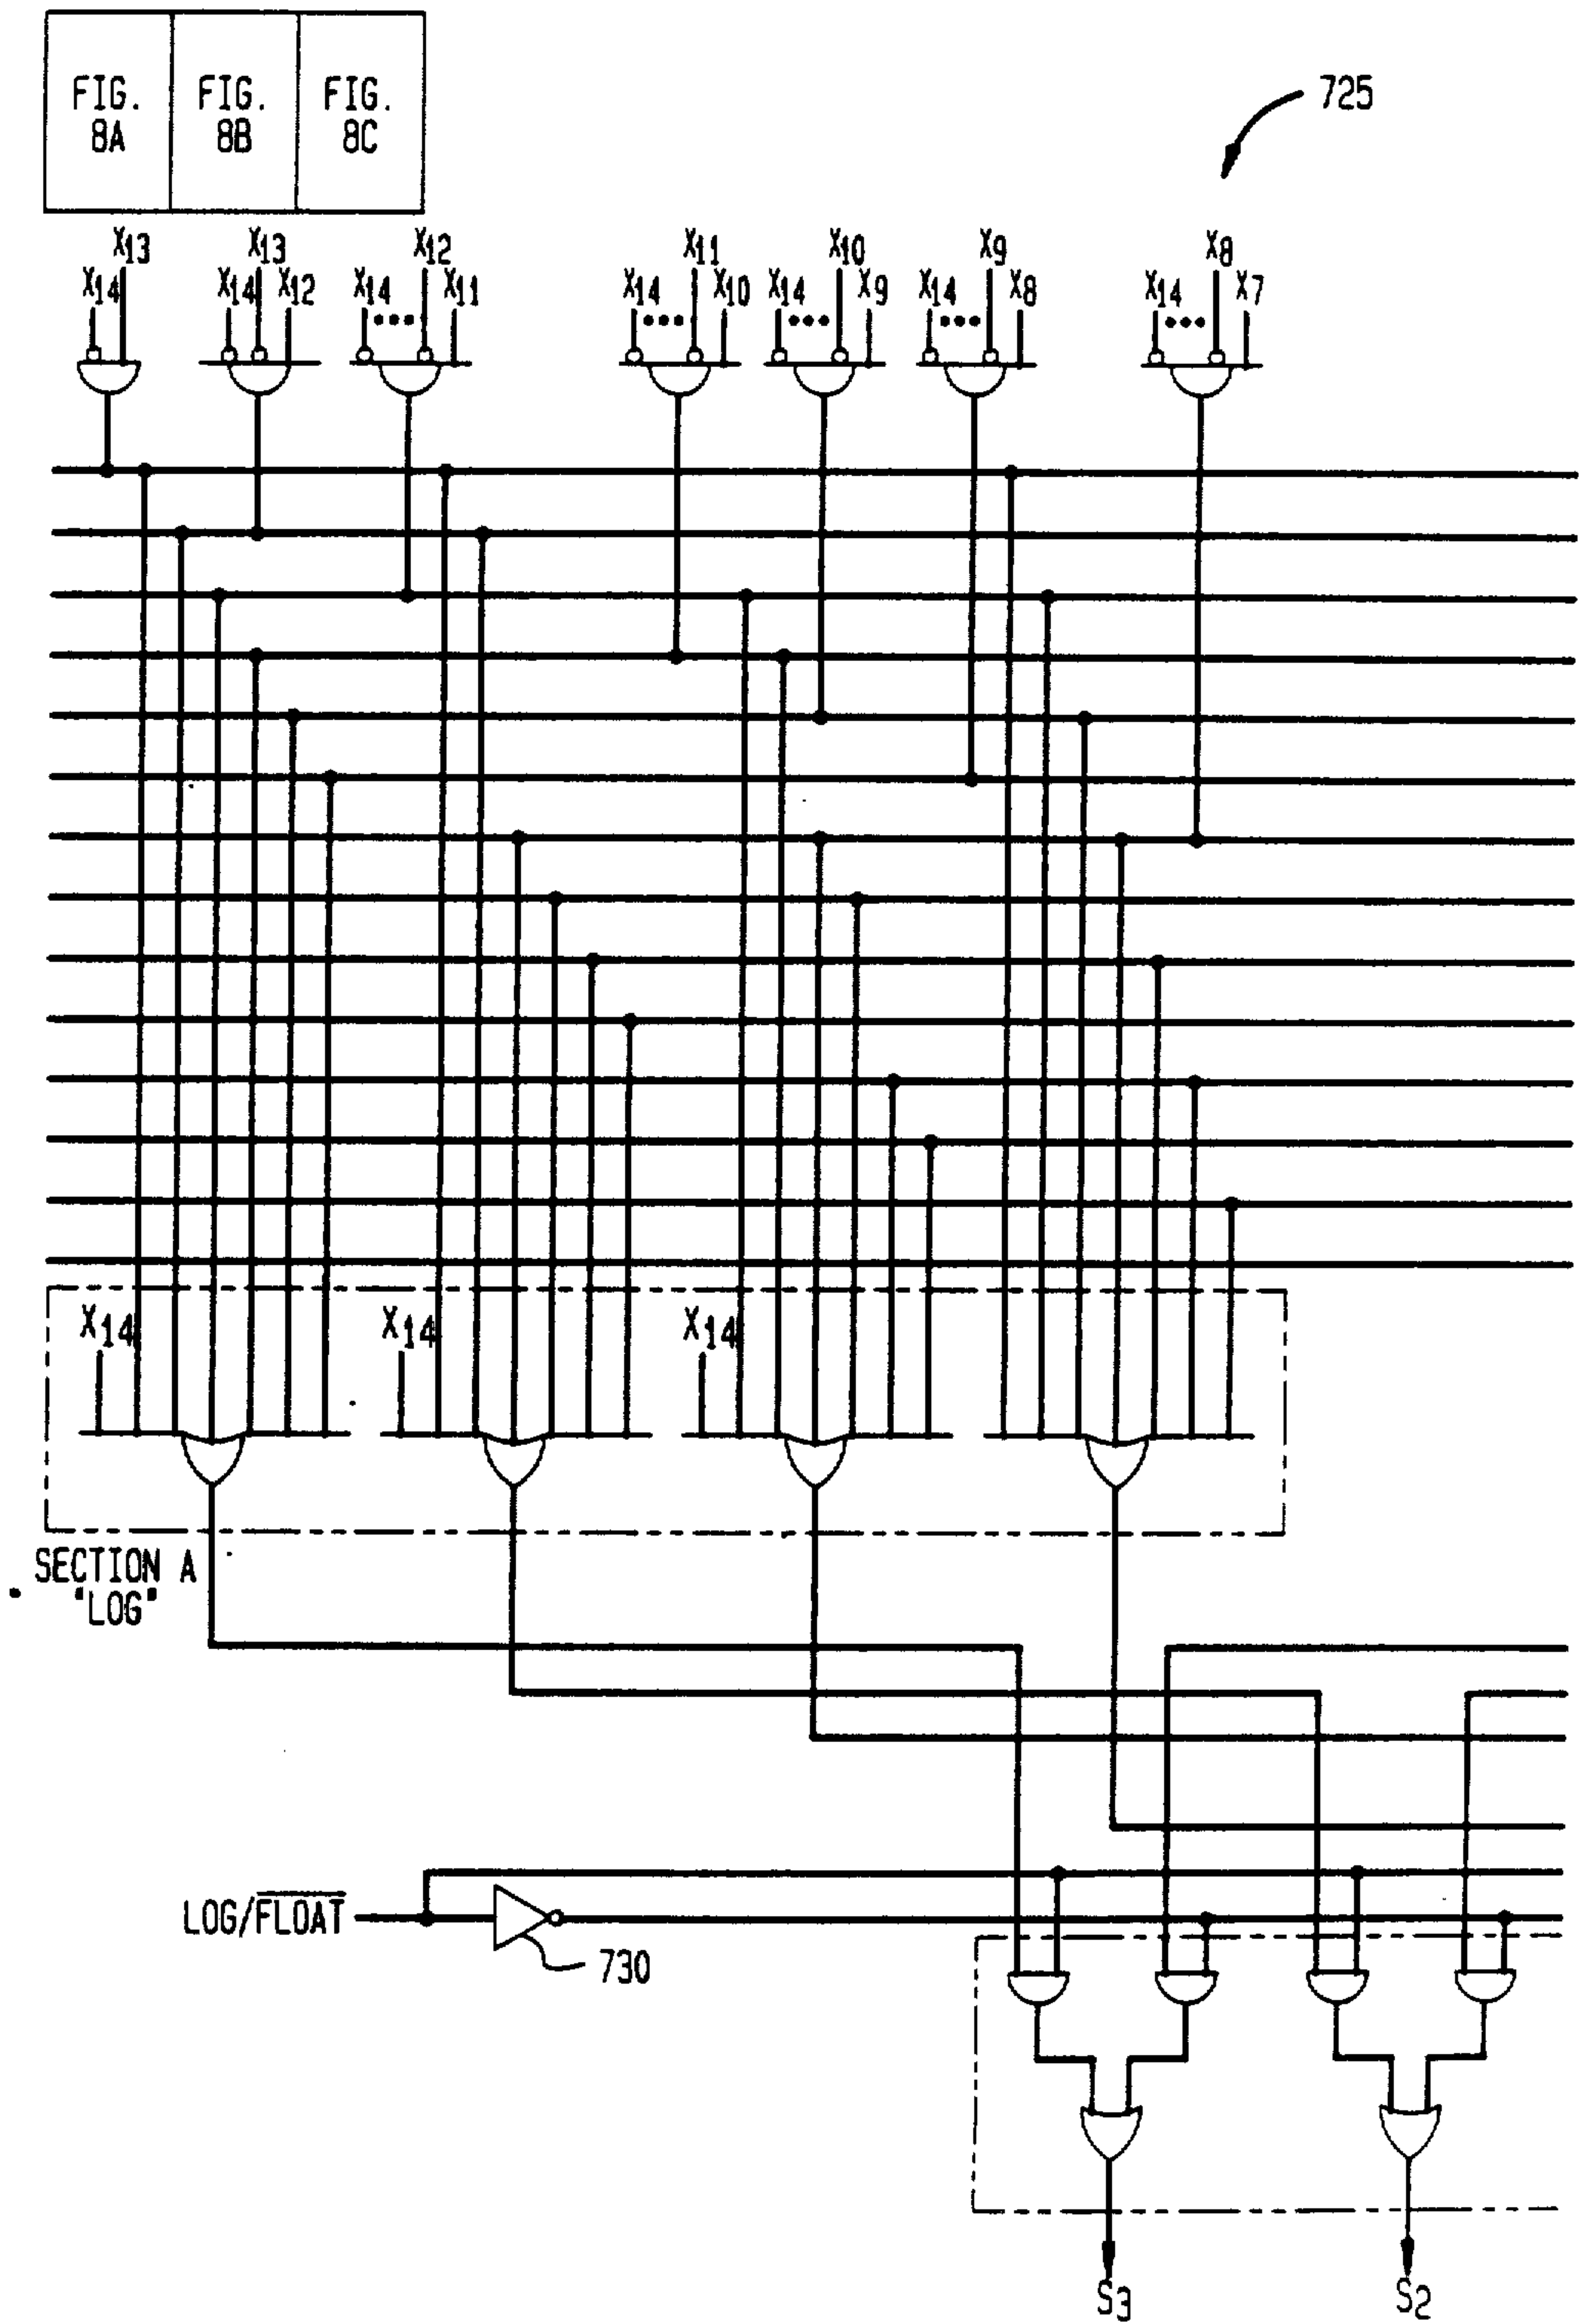 FIG. 8A
FIG. 8B
FIG. 8C
725
X13
X13
X12
X11
X10
X9
X8
X14
X14
X12
X14
X11
X14
X10
X14
X9
X14
X8
X14
X7
X14
X14
X14
SECTION A
"LOG"
LOG/FLOAT
730
S3
S2